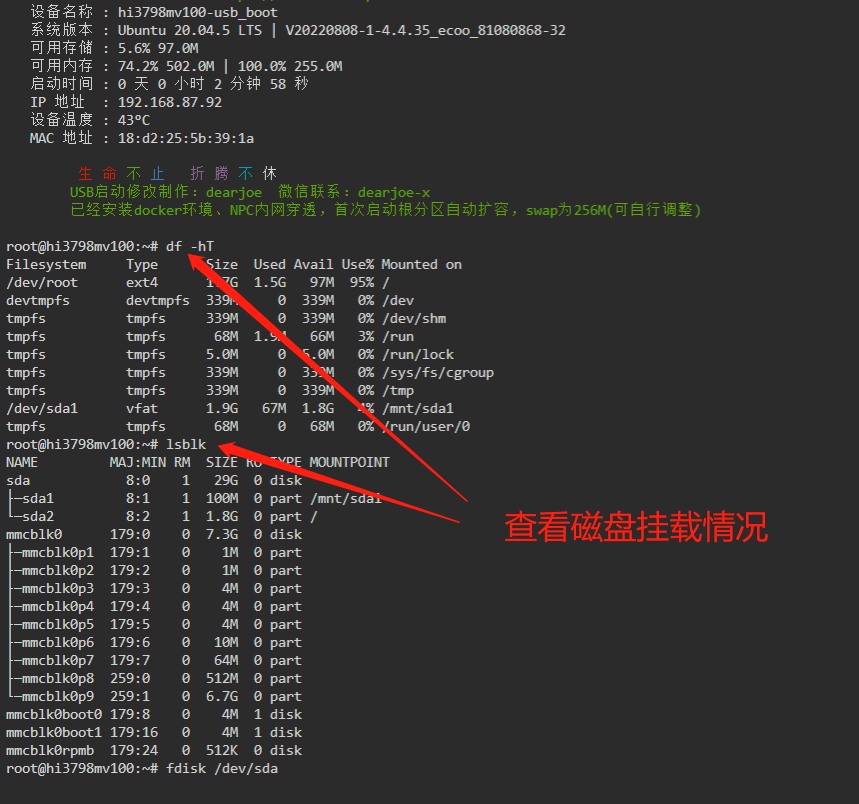 设备名称 : hi3798mv100-usb_boot
系统版本 : Ubuntu 20.04.5 LTS | V20220808-1-4.4.35_ecoo_81080868-32
可用存储 : 5.6% 97.0M
可用内存 : 74.2% 502.0M | 100.0% 255.0M
启动时间 : 0 天 0 小时 2 分钟 58 秒
IP 地址 : 192.168.87.92
设备温度 : 43°C
MAC 地址 : 18:d2:25:5b:39:1a
生 命 不 止 折 腾 不 休
USB启动修改制作：dearjoe 微信联系：dearjoe-x
已经安装docker环境、NPC内网穿透，首次启动根分区自动扩容，swap为256M(可自行调整)
root@hi3798mv100:~# df -hT
Filesystem Type Size Used Avail Use% Mounted on
/dev/root ext4 1.7G 1.5G 97M 95% /
devtmpfs devtmpfs 339M 0 339M 0% /dev
tmpfs tmpfs 339M 0 339M 0% /dev/shm
tmpfs tmpfs 68M 1.9M 66M 3% /run
tmpfs tmpfs 5.0M 0 5.0M 0% /run/lock
tmpfs tmpfs 339M 0 339M 0% /sys/fs/cgroup
tmpfs tmpfs 339M 0 339M 0% /tmp
/dev/sda1 vfat 1.9G 67M 1.8G 4% /mnt/sda1
tmpfs tmpfs 68M 0 68M 0% /run/user/0
root@hi3798mv100:~# lsblk
NAME MAJ:MIN RM SIZE RO TYPE MOUNTPOINT
sda 8:0 1 29G 0 disk
├─sda1 8:1 1 100M 0 part /mnt/sda1
└─sda2 8:2 1 1.8G 0 part /
查看磁盘挂载情况
mmcblk0 179:0 0 7.3G 0 disk
├─mmcblk0p1 179:1 0 1M 0 part
├─mmcblk0p2 179:2 0 1M 0 part
├─mmcblk0p3 179:3 0 4M 0 part
├─mmcblk0p4 179:4 0 4M 0 part
├─mmcblk0p5 179:5 0 4M 0 part
├─mmcblk0p6 179:6 0 10M 0 part
├─mmcblk0p7 179:7 0 64M 0 part
├─mmcblk0p8 259:0 0 512M 0 part
└─mmcblk0p9 259:1 0 6.7G 0 part
mmcblk0boot0 179:8 0 4M 1 disk
mmcblk0boot1 179:16 0 4M 1 disk
mmcblk0rpmb 179:24 0 512K 0 disk
root@hi3798mv100:~# fdisk /dev/sda